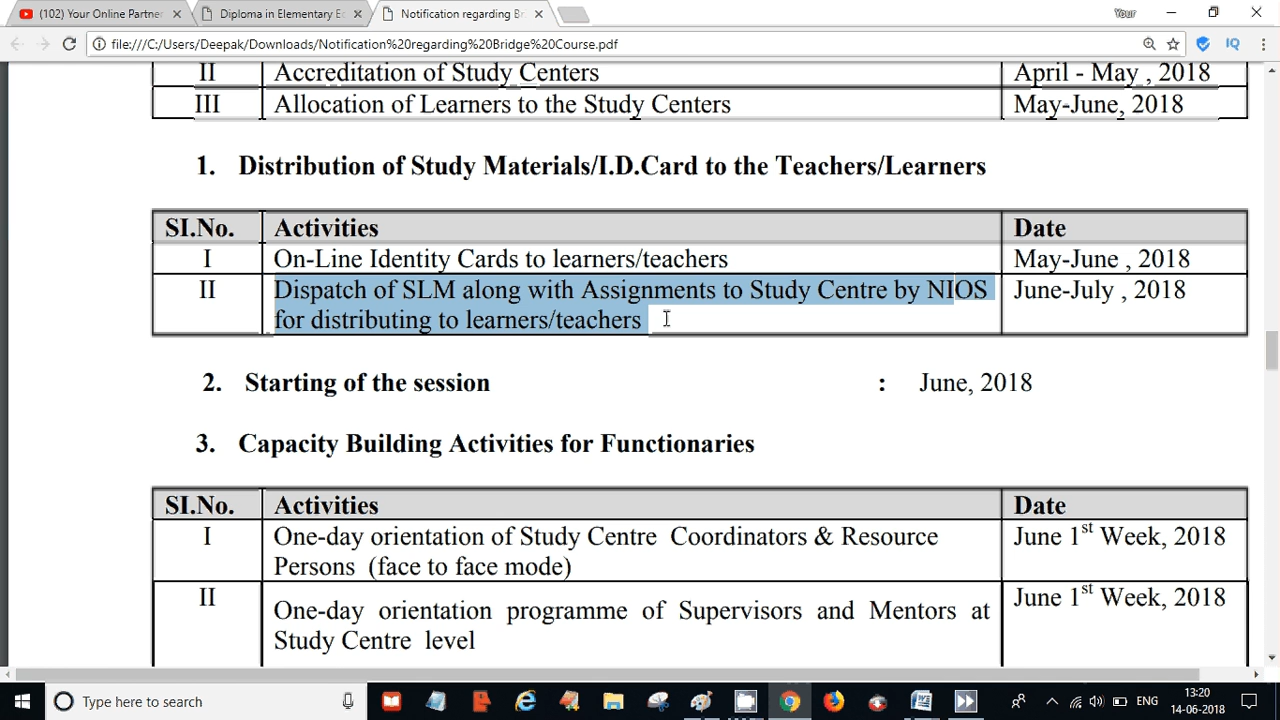 (102) Your Online Partner
Diploma in Elementary Ed
Notification regarding Br
Your
file:///C:/Users/Deepak/Downloads/Notification%20regarding%20Bridge%20Course.pdf
IQ
II Accreditation of Study Centers April - May , 2018
III Allocation of Learners to the Study Centers May-June, 2018
1. Distribution of Study Materials/I.D.Card to the Teachers/Learners
SI.No. Activities Date
I On-Line Identity Cards to learners/teachers May-June , 2018
II Dispatch of SLM along with Assignments to Study Centre by NIOS June-July , 2018
for distributing to learners/teachers
2. Starting of the session : June, 2018
3. Capacity Building Activities for Functionaries
SI.No. Activities Date
I One-day orientation of Study Centre Coordinators & Resource June 1st Week, 2018
Persons (face to face mode)
II One-day orientation programme of Supervisors and Mentors at June 1st Week, 2018
Study Centre level
Type here to search
ENG
13:20
14-06-2018